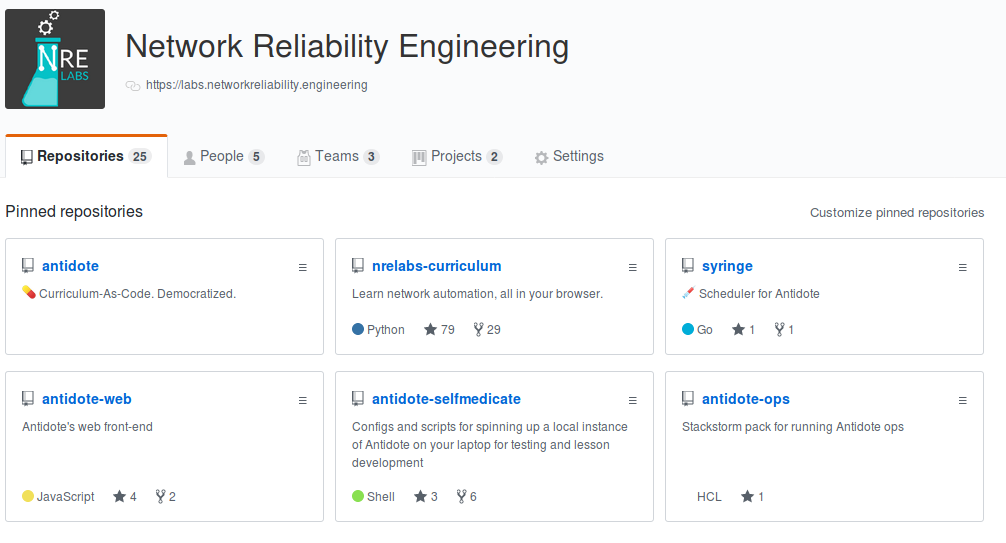 NRE
LABS
Network Reliability Engineering
https://labs.networkreliability.engineering
Repositories 25 People 5 Teams 3 Projects 2 Settings
Pinned repositories Customize pinned repositories
antidote
💊 Curriculum-As-Code. Democratized.
nrelabs-curriculum
Learn network automation, all in your browser.
Python 79 29
syringe
💉 Scheduler for Antidote
Go 1 1
antidote-web
Antidote's web front-end
JavaScript 4 2
antidote-selfmedicate
Configs and scripts for spinning up a local instance
of Antidote on your laptop for testing and lesson
development
Shell 3 6
antidote-ops
Stackstorm pack for running Antidote ops
HCL 1